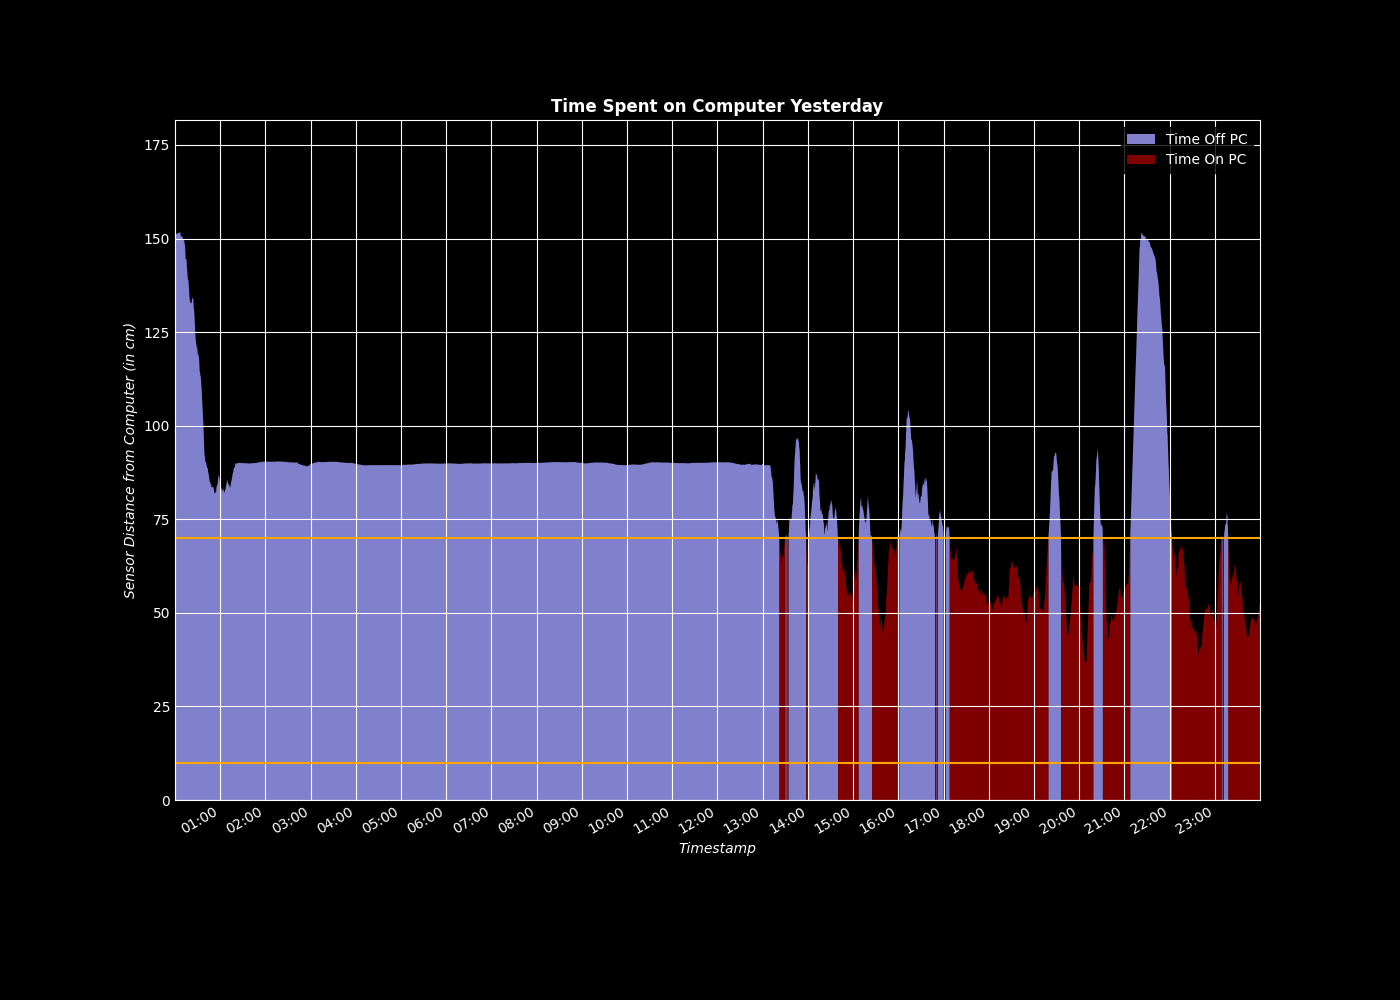 Time Spent on Computer Yesterday
Time Off PC
Time On PC
175
150
125
100
75
50
25
0
Sensor Distance from Computer (in cm)
01:00 02:00 03:00 04:00 05:00 06:00 07:00 08:00 09:00 10:00 11:00 12:00 13:00 14:00 15:00 16:00 17:00 18:00 19:00 20:00 21:00 22:00 23:00
Timestamp